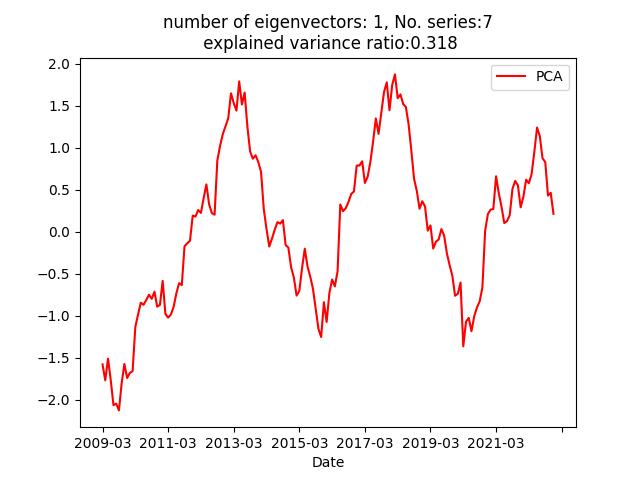 number of eigenvectors: 1, No. series:7
explained variance ratio:0.318
PCA
2.0
1.5
1.0
0.5
0.0
−0.5
−1.0
−1.5
−2.0
2009-03 2011-03 2013-03 2015-03 2017-03 2019-03 2021-03
Date